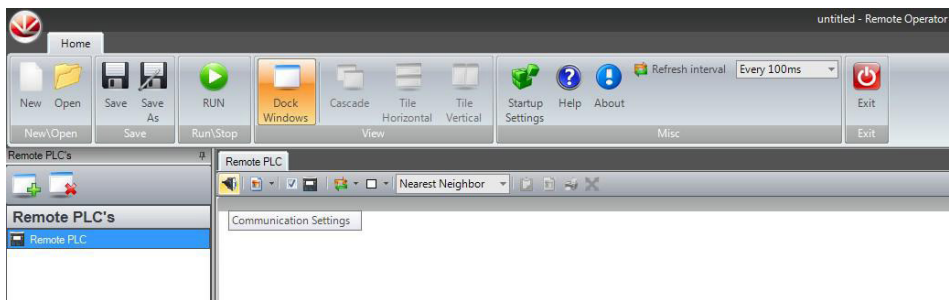 untitled - Remote Operator
Home
New Open Save Save As RUN Dock Windows Cascade Tile Horizontal Tile Vertical Startup Settings Help About Refresh interval Every 100ms Exit
New\Open Save Run\Stop View Misc Exit
Remote PLC's Remote PLC
Nearest Neighbor
Remote PLC's Communication Settings
Remote PLC